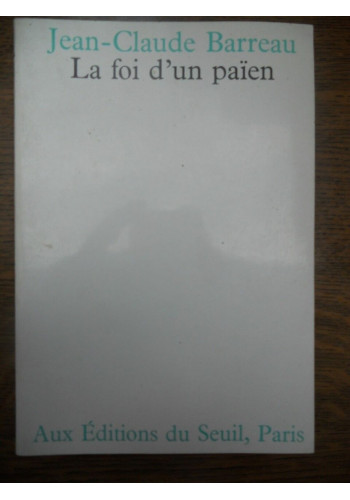 Jean-Claude Barreau
La foi d'un païen
Aux Éditions du Seuil, Paris